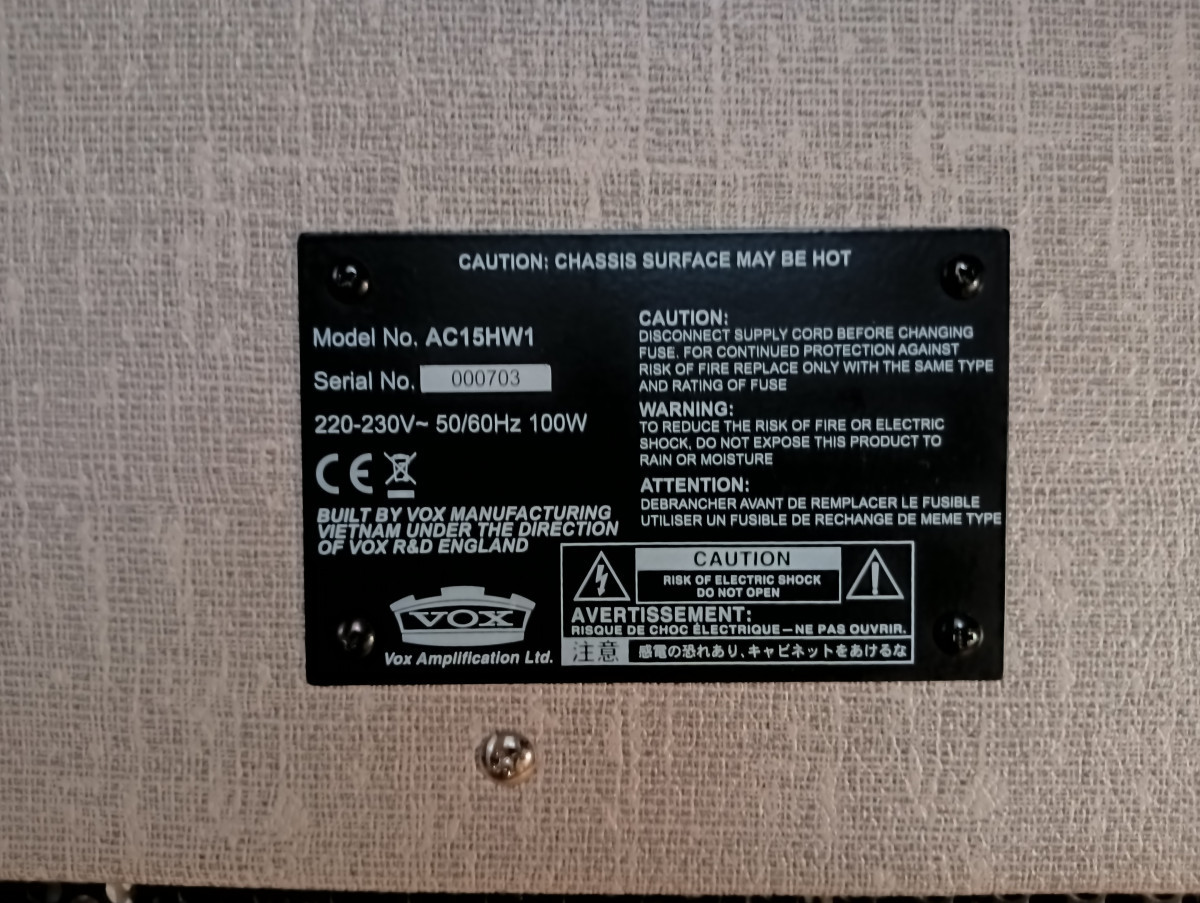 CAUTION: CHASSIS SURFACE MAY BE HOT
Model No. AC15HW1
Serial No. 000703
220-230V~ 50/60Hz 100W
CE
BUILT BY VOX MANUFACTURING
VIETNAM UNDER THE DIRECTION
OF VOX R&D ENGLAND
VOX
Vox Amplification Ltd.
CAUTION:
DISCONNECT SUPPLY CORD BEFORE CHANGING
FUSE. FOR CONTINUED PROTECTION AGAINST
RISK OF FIRE REPLACE ONLY WITH THE SAME TYPE
AND RATING OF FUSE
WARNING:
TO REDUCE THE RISK OF FIRE OR ELECTRIC
SHOCK, DO NOT EXPOSE THIS PRODUCT TO
RAIN OR MOISTURE
ATTENTION:
DEBRANCHER AVANT DE REMPLACER LE FUSIBLE
UTILISER UN FUSIBLE DE RECHANGE DE MEME TYPE
CAUTION
RISK OF ELECTRIC SHOCK
DO NOT OPEN
AVERTISSEMENT:
RISQUE DE CHOC ÉLECTRIQUE—NE PAS OUVRIR.
注意 感電の恐れあり、キャビネットをあけるな